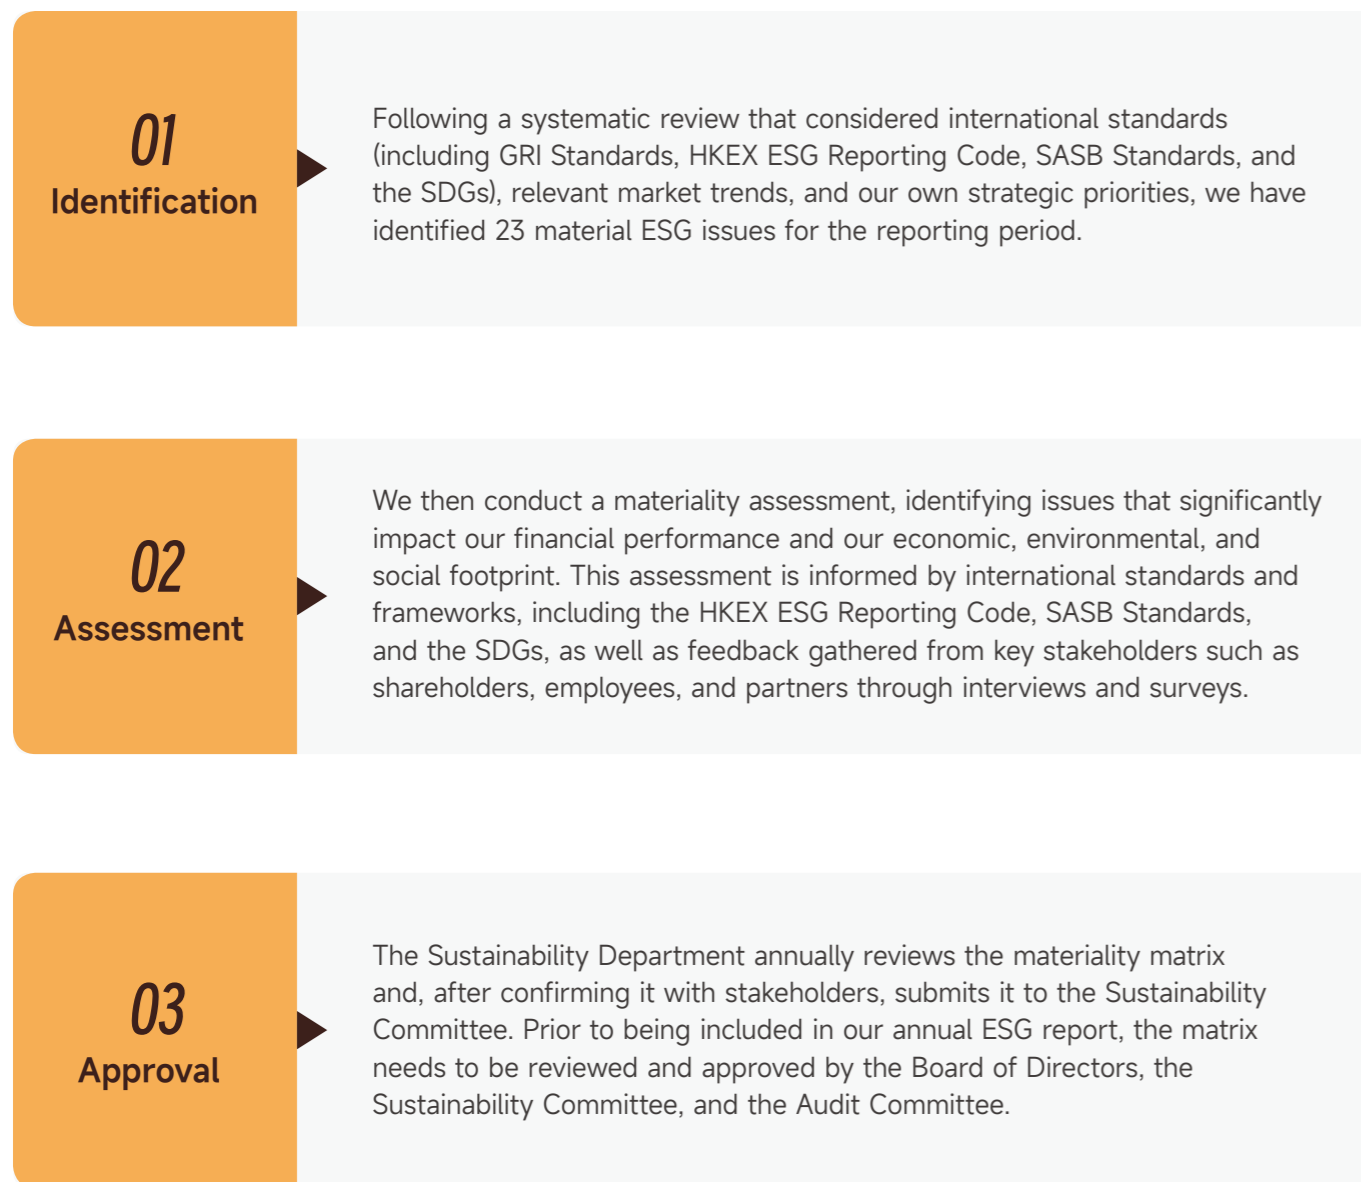 01
Identification
Following a systematic review that considered international standards
(including GRI Standards, HKEX ESG Reporting Code, SASB Standards, and
the SDGs), relevant market trends, and our own strategic priorities, we have
identified 23 material ESG issues for the reporting period.
02
Assessment
We then conduct a materiality assessment, identifying issues that significantly
impact our financial performance and our economic, environmental, and
social footprint. This assessment is informed by international standards and
frameworks, including the HKEX ESG Reporting Code, SASB Standards,
and the SDGs, as well as feedback gathered from key stakeholders such as
shareholders, employees, and partners through interviews and surveys.
03
Approval
The Sustainability Department annually reviews the materiality matrix
and, after confirming it with stakeholders, submits it to the Sustainability
Committee. Prior to being included in our annual ESG report, the matrix
needs to be reviewed and approved by the Board of Directors, the
Sustainability Committee, and the Audit Committee.